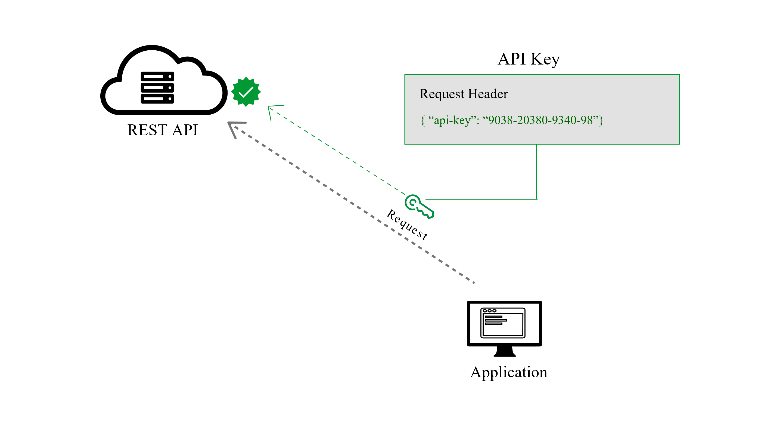 API Key
Request Header
{ “api-key”: “9038-20380-9340-98”}
REST API
Request
Application